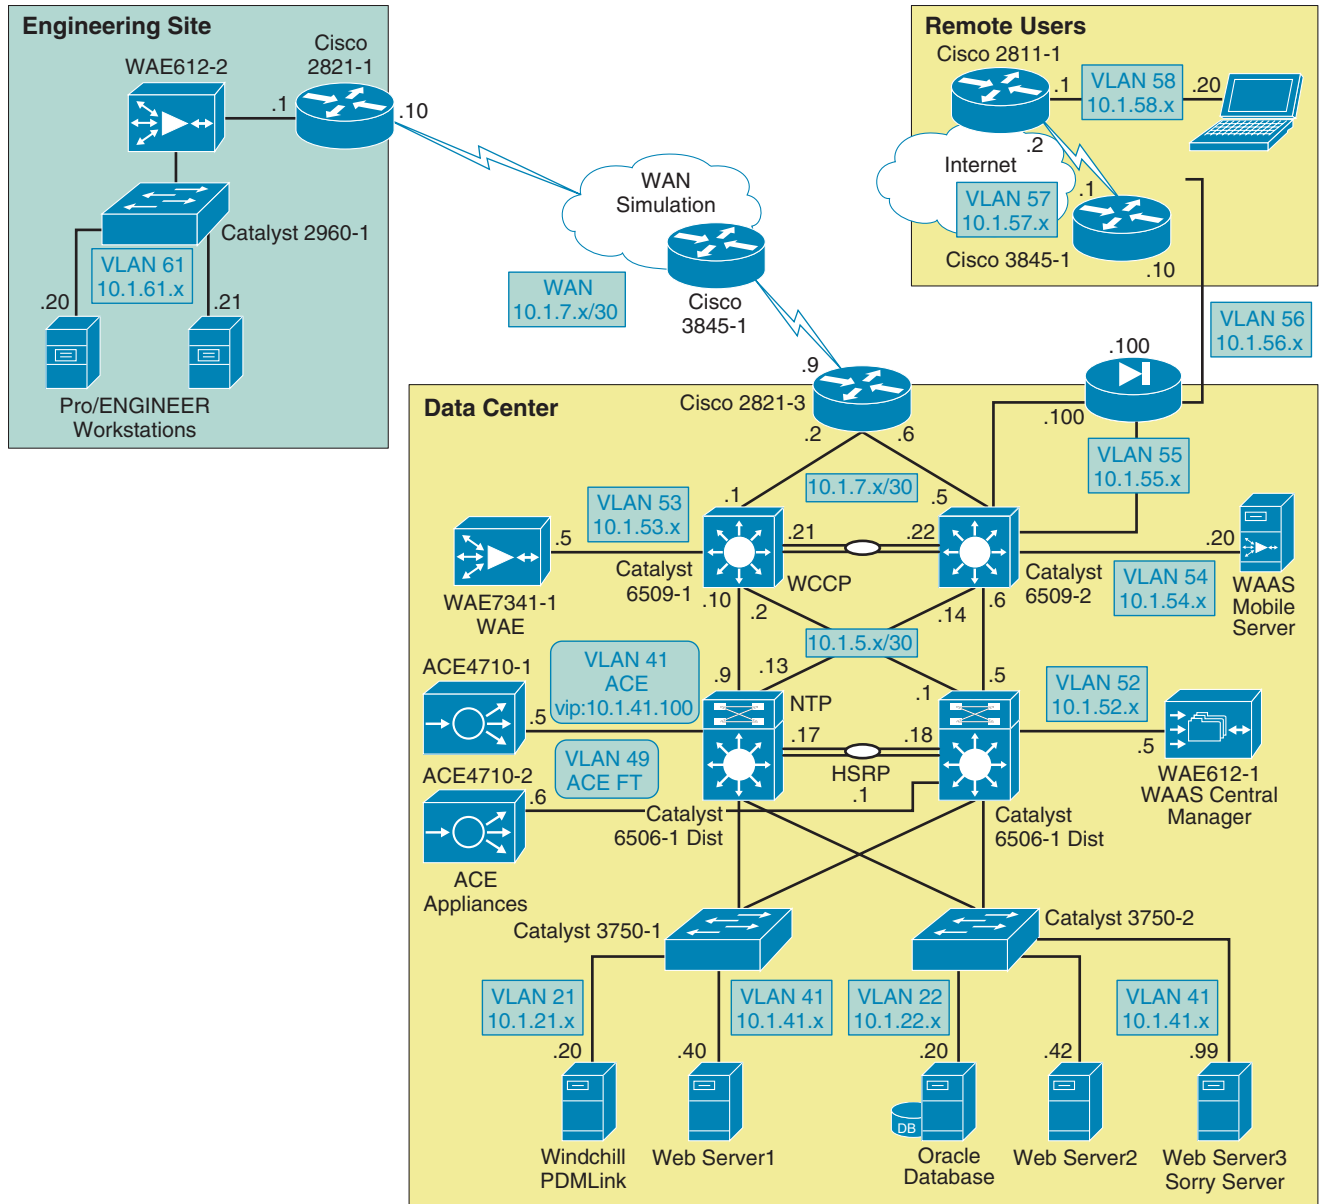 Engineering Site
Cisco
2821-1
WAE612-2
.1
.10
Catalyst 2960-1
VLAN 61
10.1.61.x
.20
.21
Pro/ENGINEER
Workstations
WAN
Simulation
WAN
10.1.7.x/30
Cisco
3845-1
Remote Users
Cisco 2811-1
.1
VLAN 58
10.1.58.x
.20
.2
Internet
VLAN 57
10.1.57.x
.1
Cisco 3845-1
.10
VLAN 56
10.1.56.x
.100
.9
Data Center
Cisco 2821-3
.100
.2
.6
VLAN 55
10.1.55.x
10.1.7.x/30
.1
.5
VLAN 53
10.1.53.x
.5
.21
.22
.20
WAE7341-1
WAE
Catalyst
6509-1
WCCP
Catalyst
6509-2
VLAN 54
10.1.54.x
WAAS
Mobile
Server
.10
.2
.14
.6
10.1.5.x/30
ACE4710-1
VLAN 41
ACE
vip:10.1.41.100
.13
.9
NTP
.1
.5
VLAN 52
10.1.52.x
.5
.17
.18
.5
VLAN 49
ACE FT
HSRP
ACE4710-2
.6
.1
WAE612-1
WAAS Central
Manager
Catalyst
6506-1 Dist
Catalyst
6506-1 Dist
ACE
Appliances
Catalyst 3750-1
Catalyst 3750-2
VLAN 21
10.1.21.x
VLAN 41
10.1.41.x
VLAN 22
10.1.22.x
VLAN 41
10.1.41.x
.20
.40
.20
.42
.99
DB
Windchill
PDMLink
Web Server1
Oracle
Database
Web Server2
Web Server3
Sorry Server